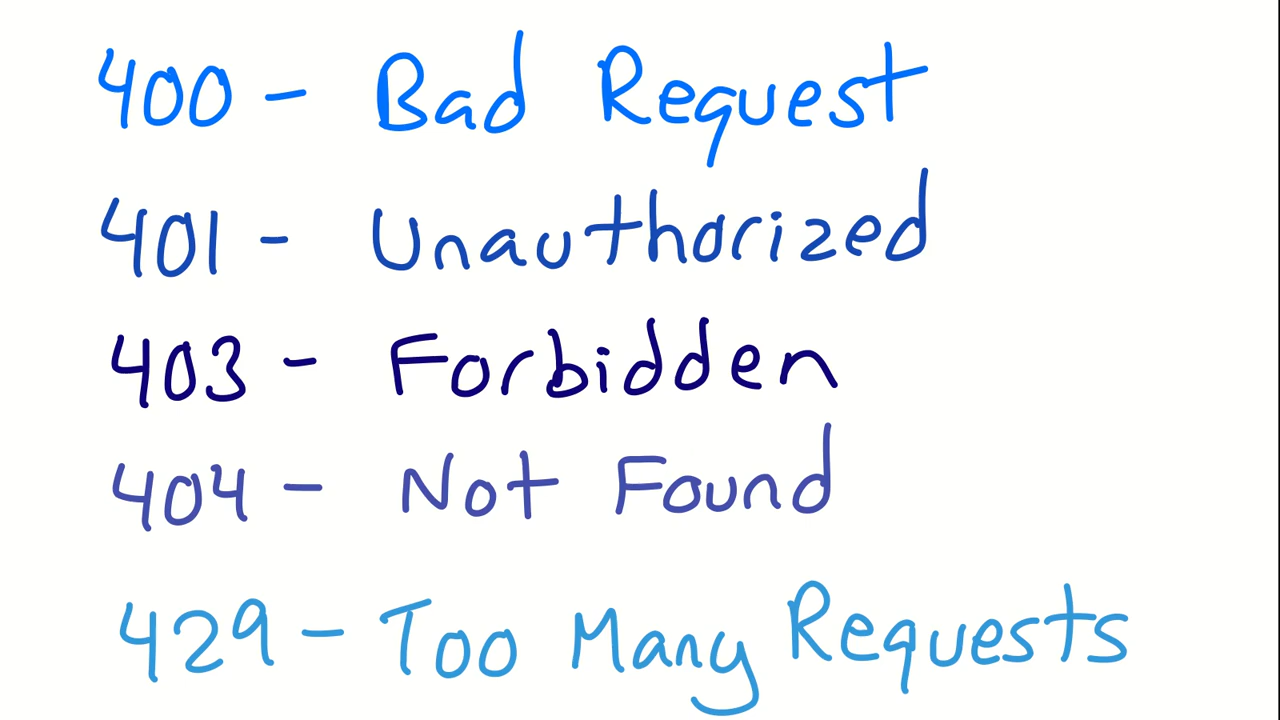 400 - Bad Request
401 - Unauthorized
403 - Forbidden
404 - Not Found
429 - Too Many Requests